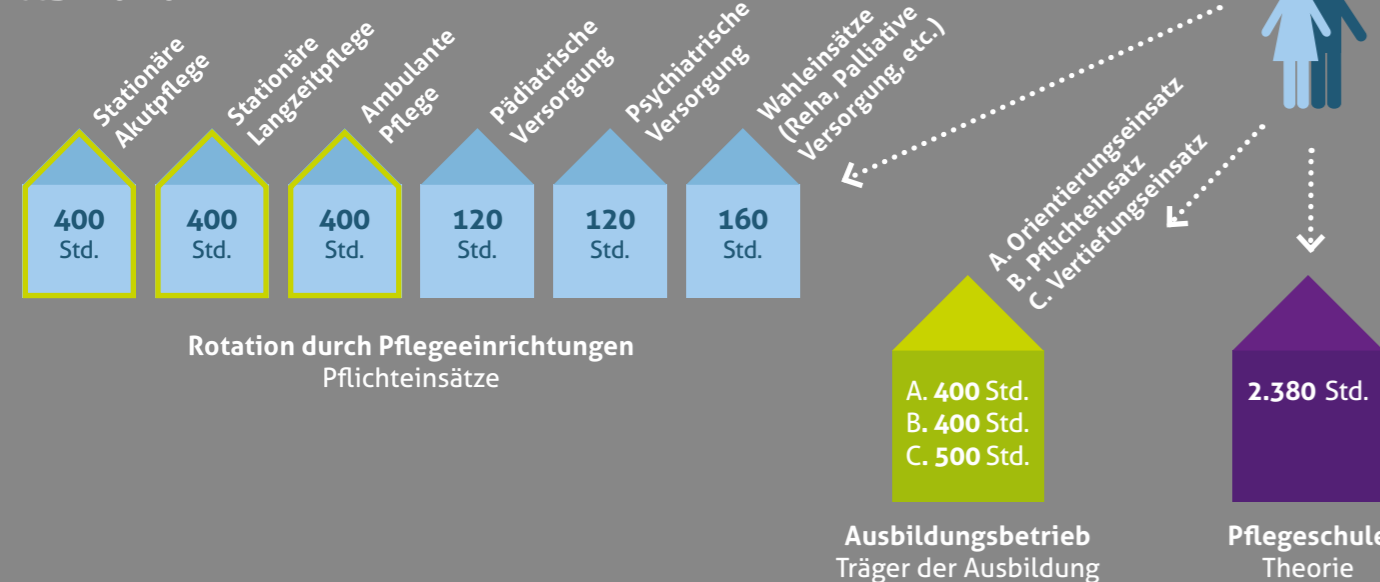 Stationäre
Akutpflege
Stationäre
Langzeitpflege
Ambulante
Pflege
Pädiatrische
Versorgung
Psychiatrische
Versorgung
Wahleinsätze
(Reha, Palliative
Versorgung, etc.)
400
Std.
400
Std.
400
Std.
120
Std.
120
Std.
160
Std.
Rotation durch Pflegeeinrichtungen
Pflichteinsätze
A. Orientierungseinsatz
B. Pflichteinsatz
C. Vertiefungseinsatz
A. 400 Std.
B. 400 Std.
C. 500 Std.
Ausbildungsbetrieb
Träger der Ausbildung
2.380 Std.
Pflegeschule
Theorie